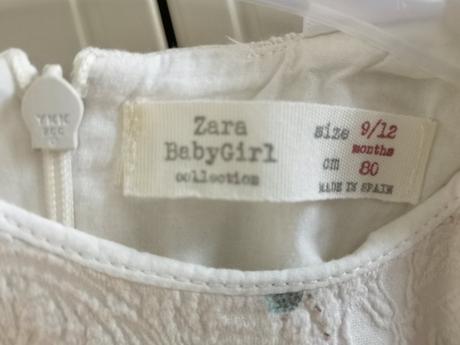 YKK
Zara
BabyGirl
collection
size 9/12
months
cm 80
MADE IN SPAIN